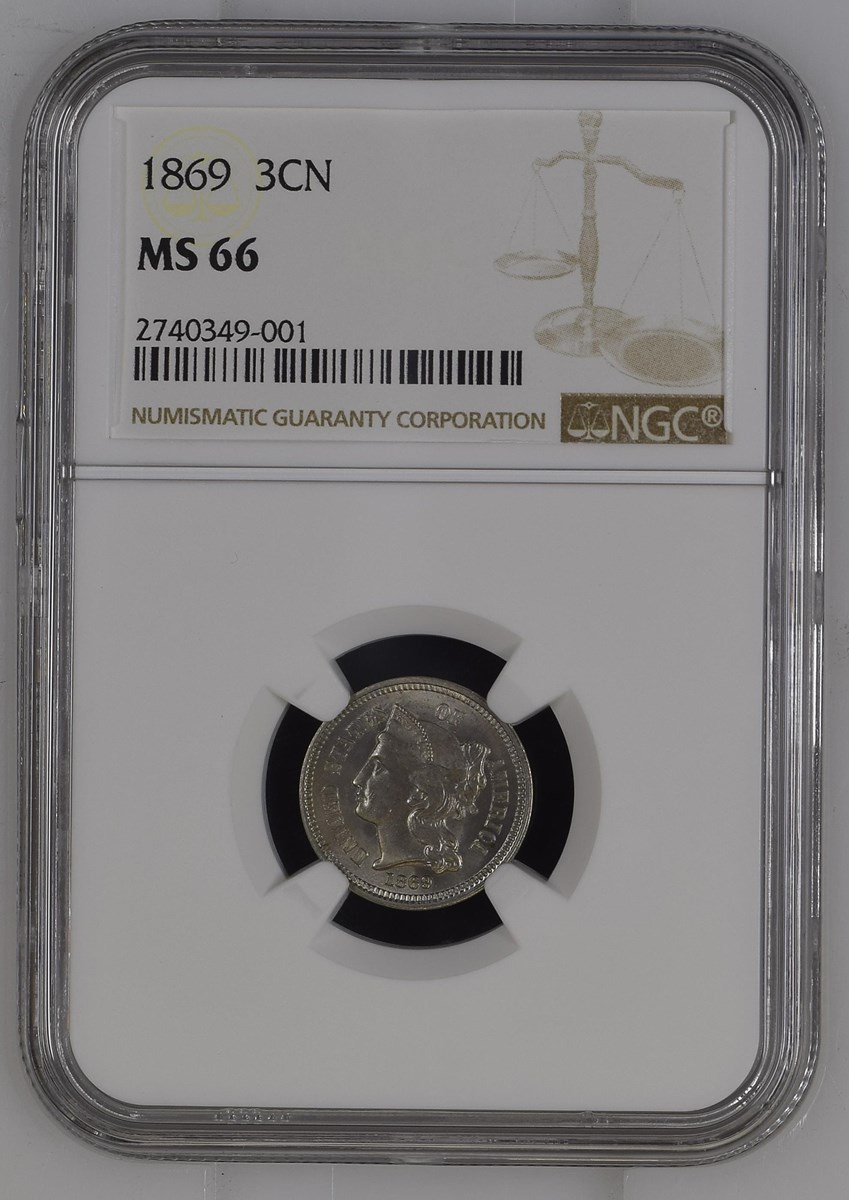 1869 3CN
MS 66
2740349-001
NUMISMATIC GUARANTY CORPORATION
NGC®
UNITED STATES OF AMERICA
1869